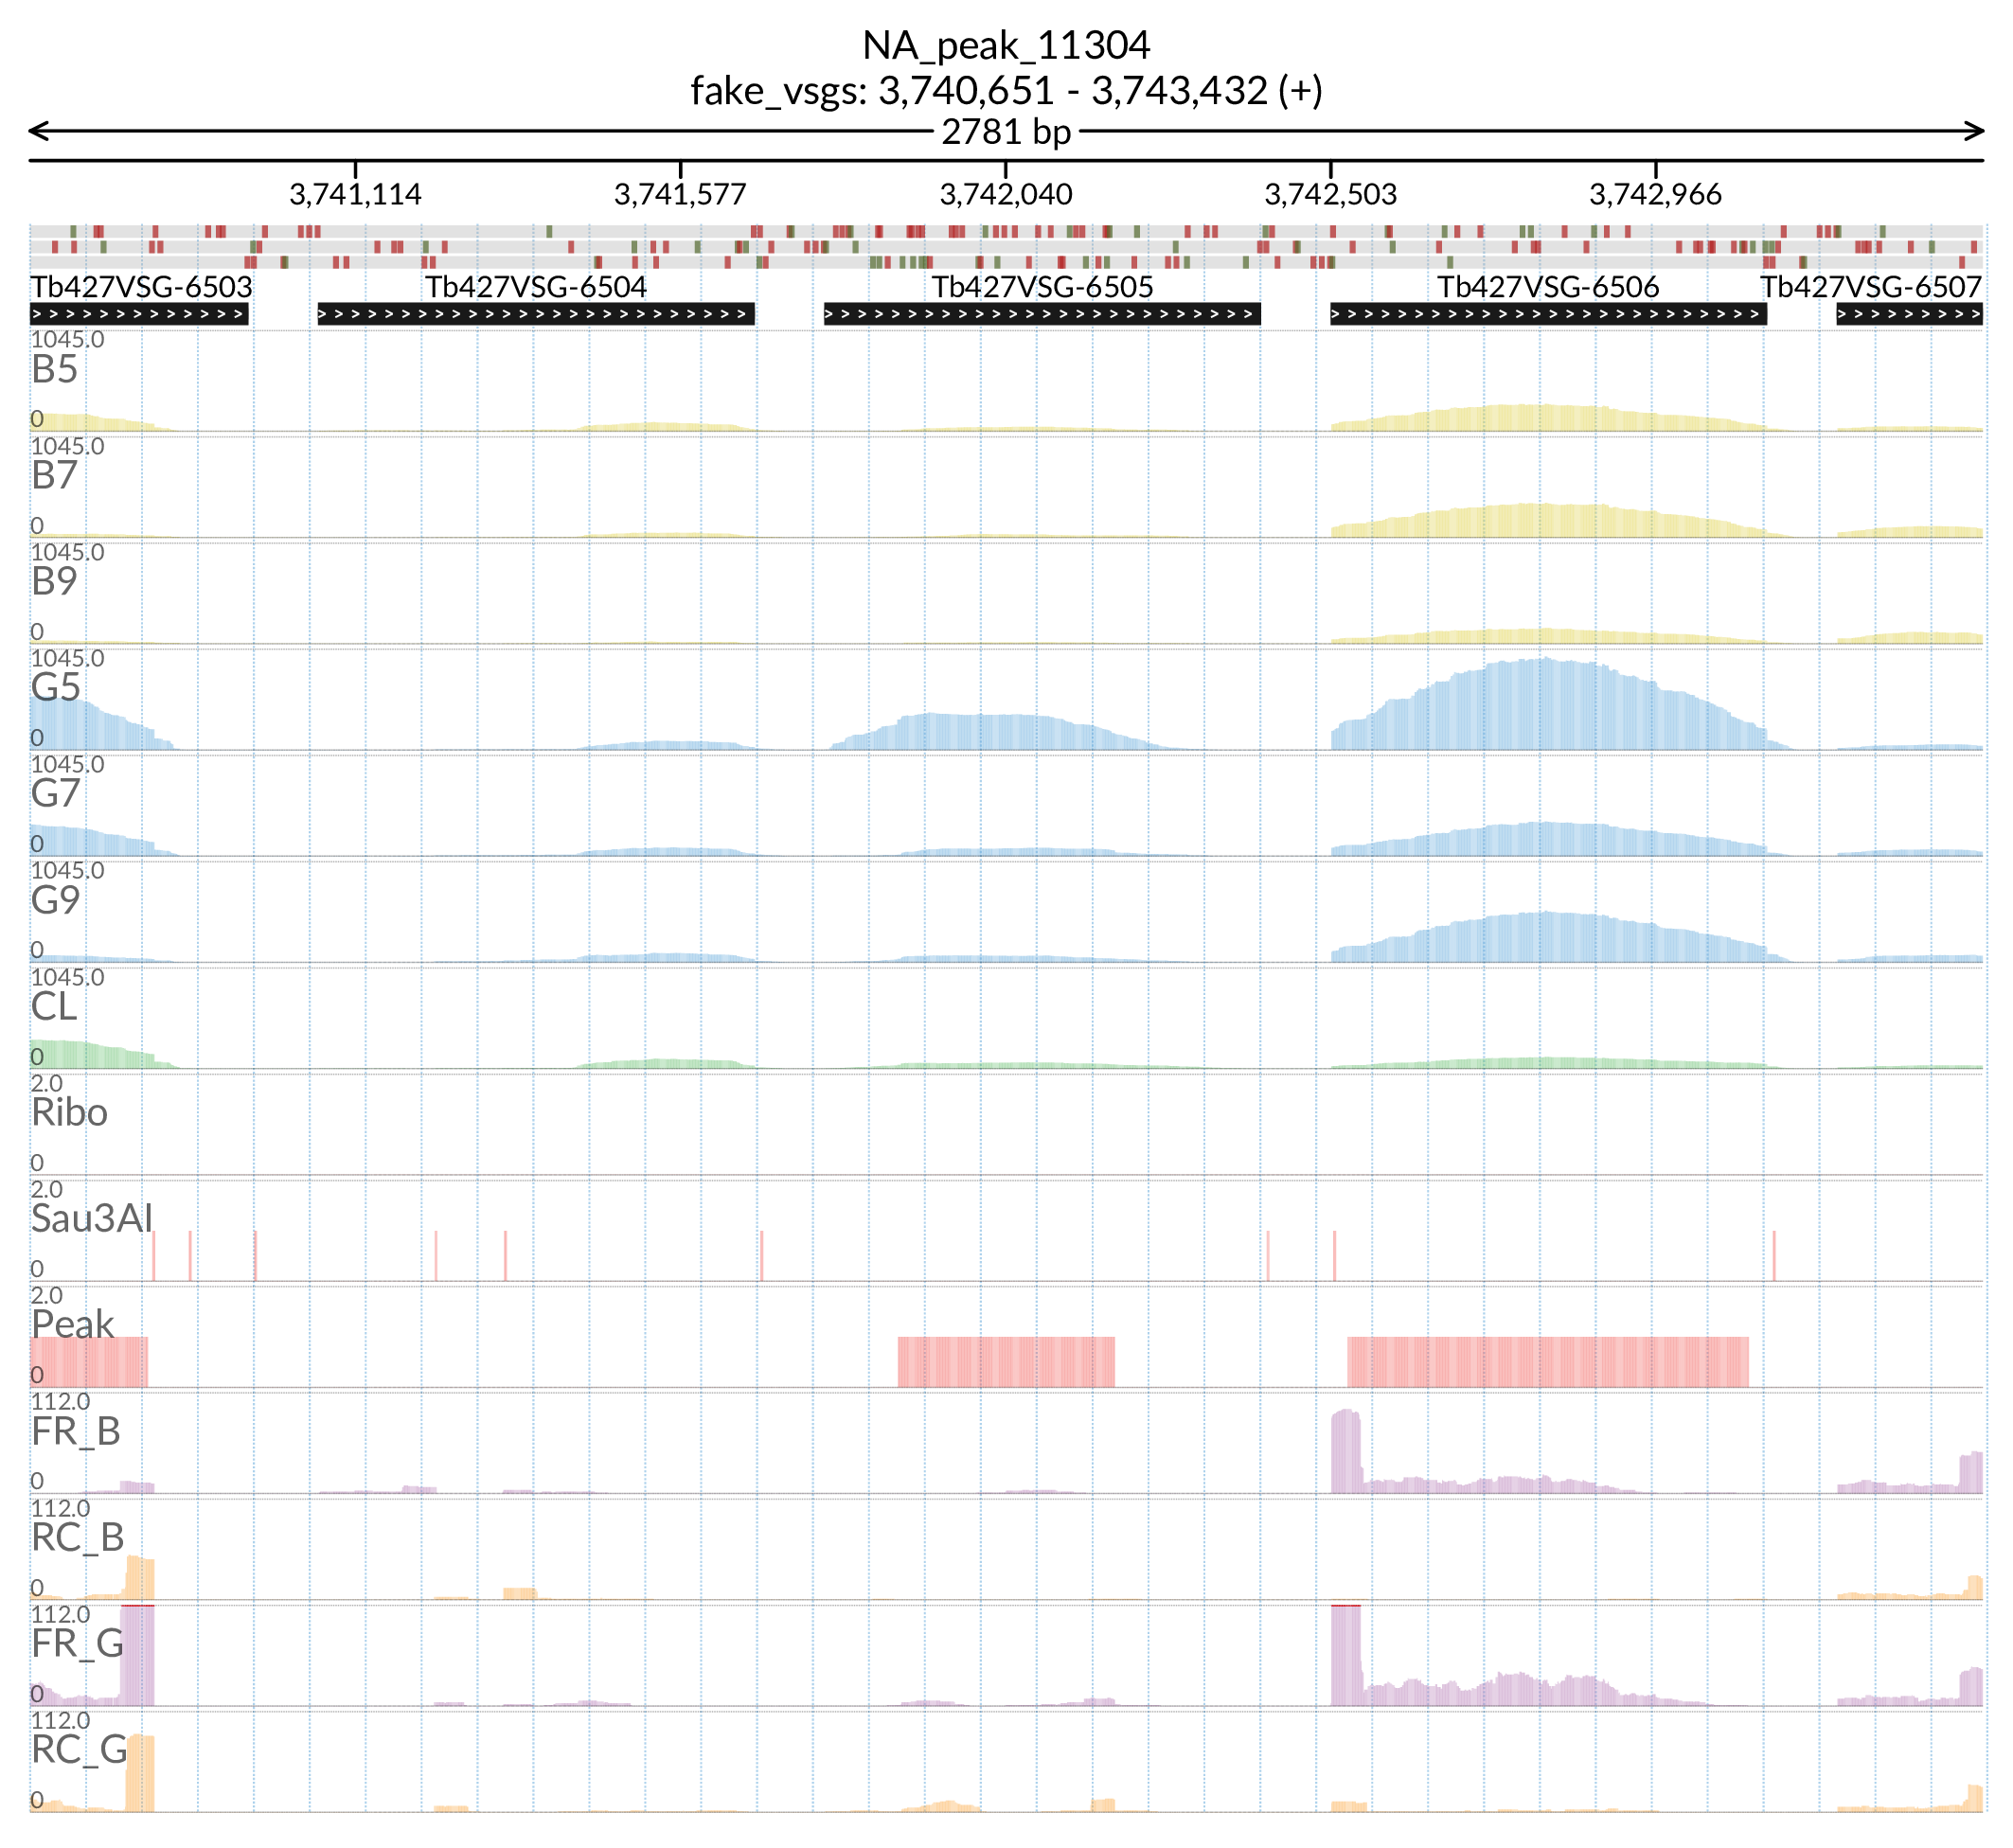 NA_peak_11304
fake_vsgs: 3,740,651 - 3,743,432 (+)
2781 bp
3,741,114 3,741,577 3,742,040 3,742,503 3,742,966
Tb427VSG-6503 Tb427VSG-6504 Tb427VSG-6505 Tb427VSG-6506 Tb427VSG-6507
1045.0
B5
0
1045.0
B7
0
1045.0
B9
0
1045.0
G5
0
1045.0
G7
0
1045.0
G9
0
1045.0
CL
0
2.0
Ribo
0
2.0
Sau3AI
0
2.0
Peak
0
112.0
FR_B
0
112.0
RC_B
0
112.0
FR_G
0
112.0
RC_G
0